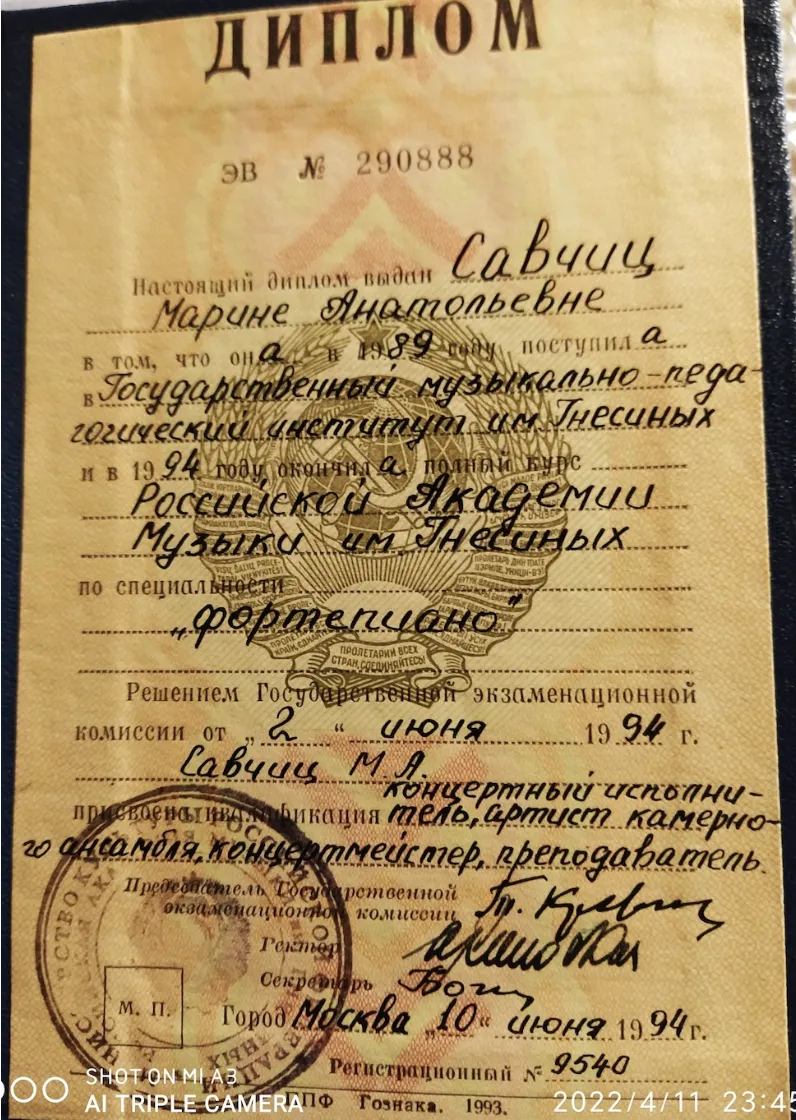 ДИПЛОМ
ЭВ № 290888
Настоящий диплом выдан Савчиц
Марине Анатольевне
в том, что она в 1989 году поступила
в Государственный музыкально-педа-
гогический институт им. Гнесиных
и в 1994 году окончила полный курс
Российской Академии
Музыки им. Гнесиных
по специальности
„фортепиано"
ПРОЛЕТАРИИ ВСЕХ
СТРАН, СОЕДИНЯЙТЕСЬ!
Решением Государственной экзаменационной
комиссии от „2“ июня 1994 г.
Савчиц М. А.
концертный исполни-
присвоена квалификация тель, артист камерно-
го ансамбля, концертмейстер, преподаватель.
Председатель Государственной
экзаменационной комиссии
Ректор
Секретарь
М. П.
Город Москва „10“ июня 1994 г.
Регистрационный № 9540
Гознака. 1993.
SHOT ON MI A3
AI TRIPLE CAMERA
2022/4/11 23:45